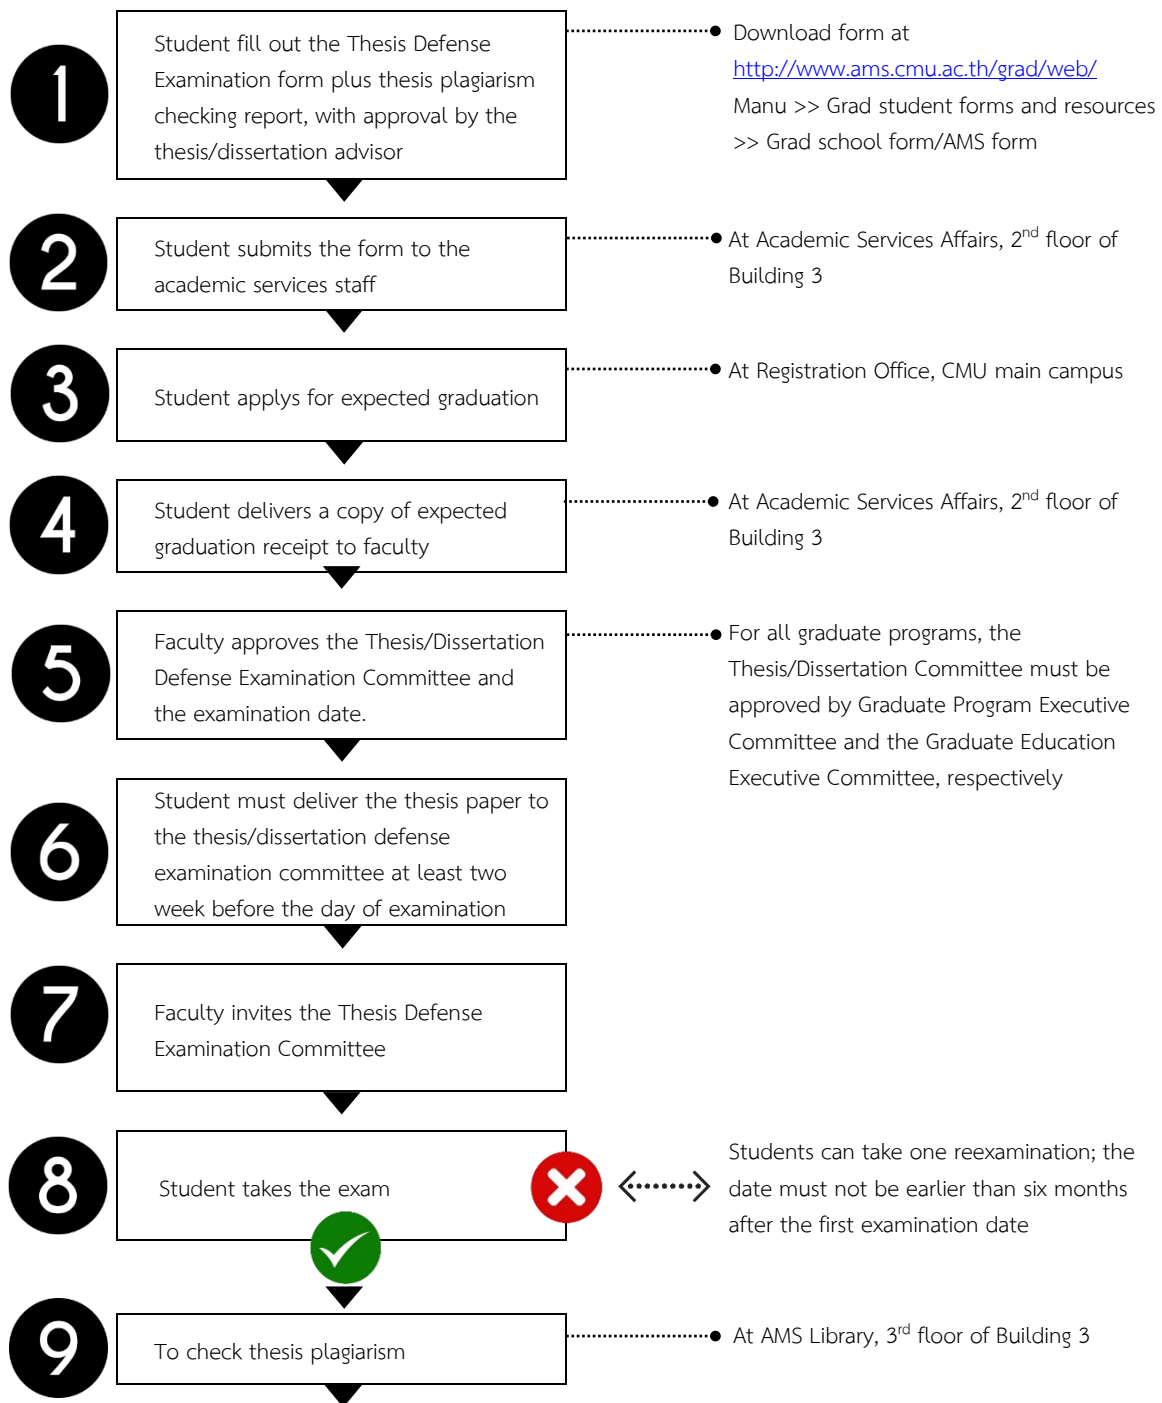 1
Student fill out the Thesis Defense
Examination form plus thesis plagiarism
checking report, with approval by the
thesis/dissertation advisor
Download form at
http://www.ams.cmu.ac.th/grad/web/
Manu >> Grad student forms and resources
>> Grad school form/AMS form
2
Student submits the form to the
academic services staff
At Academic Services Affairs, 2nd floor of
Building 3
3
Student applys for expected graduation
At Registration Office, CMU main campus
4
Student delivers a copy of expected
graduation receipt to faculty
At Academic Services Affairs, 2nd floor of
Building 3
5
Faculty approves the Thesis/Dissertation
Defense Examination Committee and
the examination date.
For all graduate programs, the
Thesis/Dissertation Committee must be
approved by Graduate Program Executive
Committee and the Graduate Education
Executive Committee, respectively
6
Student must deliver the thesis paper to
the thesis/dissertation defense
examination committee at least two
week before the day of examination
7
Faculty invites the Thesis Defense
Examination Committee
8
Student takes the exam
Students can take one reexamination; the
date must not be earlier than six months
after the first examination date
9
To check thesis plagiarism
At AMS Library, 3rd floor of Building 3